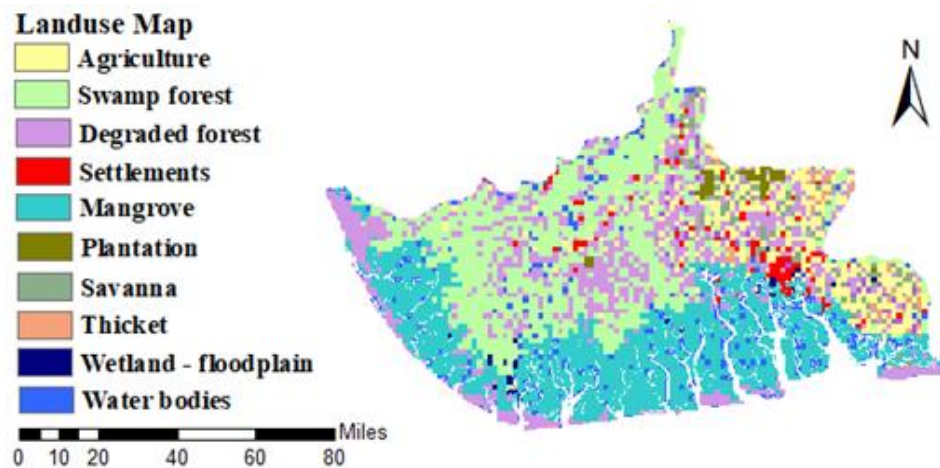 Landuse Map
Agriculture
Swamp forest
Degraded forest
Settlements
Mangrove
Plantation
Savanna
Thicket
Wetland - floodplain
Water bodies
N
Miles
0 10 20 40 60 80